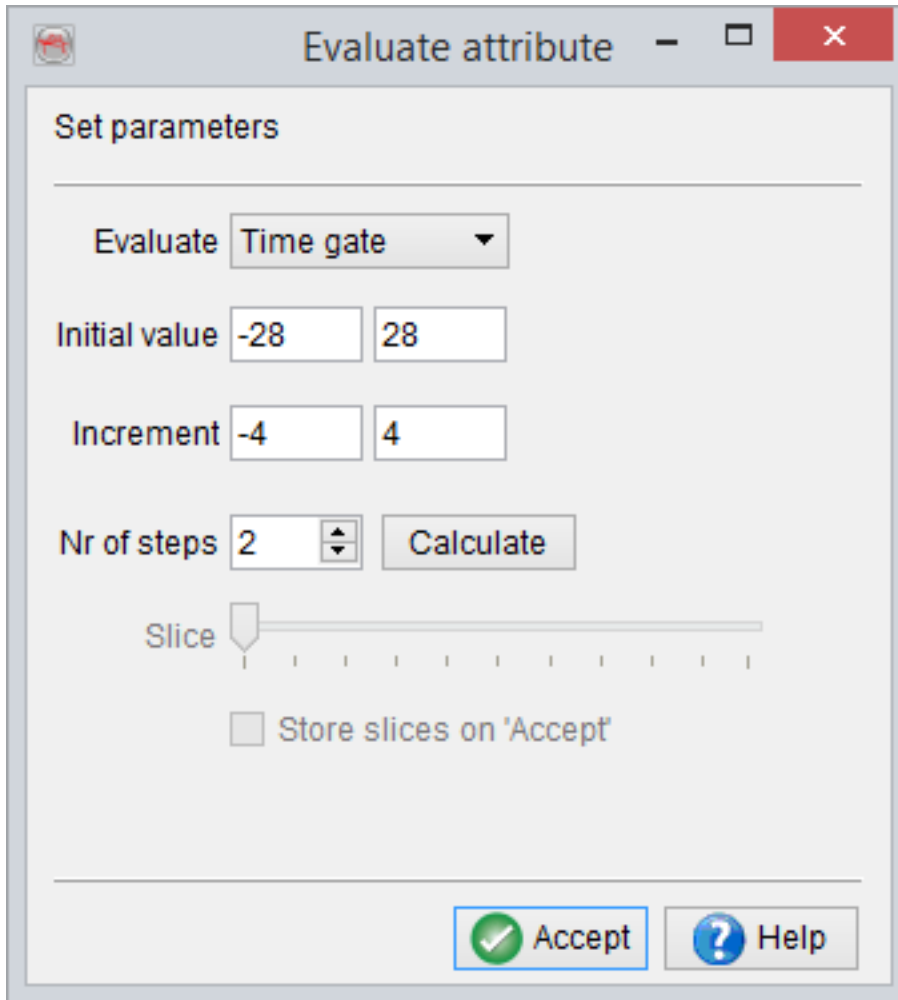 Evaluate attribute
Set parameters
Evaluate Time gate
Initial value -28 28
Increment -4 4
Nr of steps 2 Calculate
Slice
Store slices on 'Accept'
Accept Help